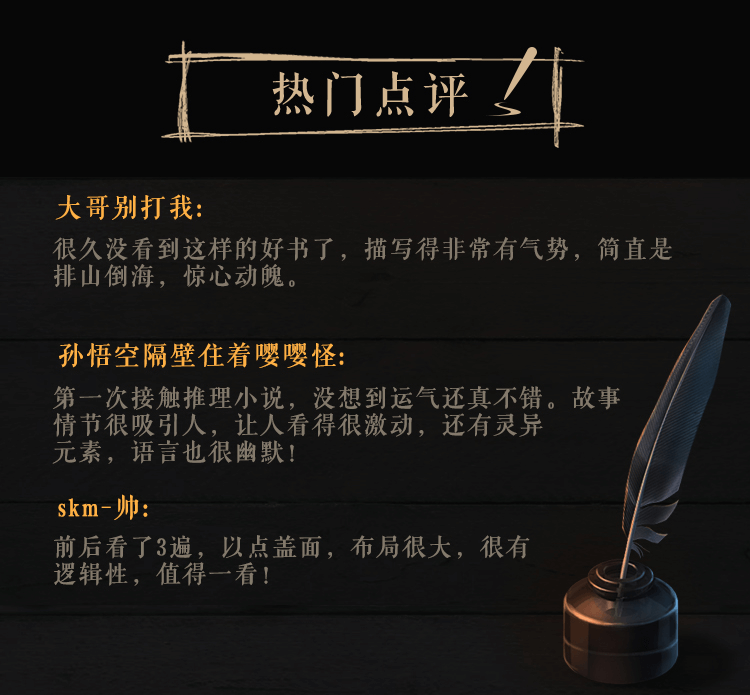 热门点评
大哥别打我:
很久没看到这样的好书了，描写得非常有气势，简直是
排山倒海，惊心动魄。
孙悟空隔壁住着嘤嘤怪:
第一次接触推理小说，没想到运气还真不错。故事
情节很吸引人，让人看得很激动，还有灵异
元素，语言也很幽默！
skm-帅:
前后看了3遍，以点盖面，布局很大，很有
逻辑性，值得一看！